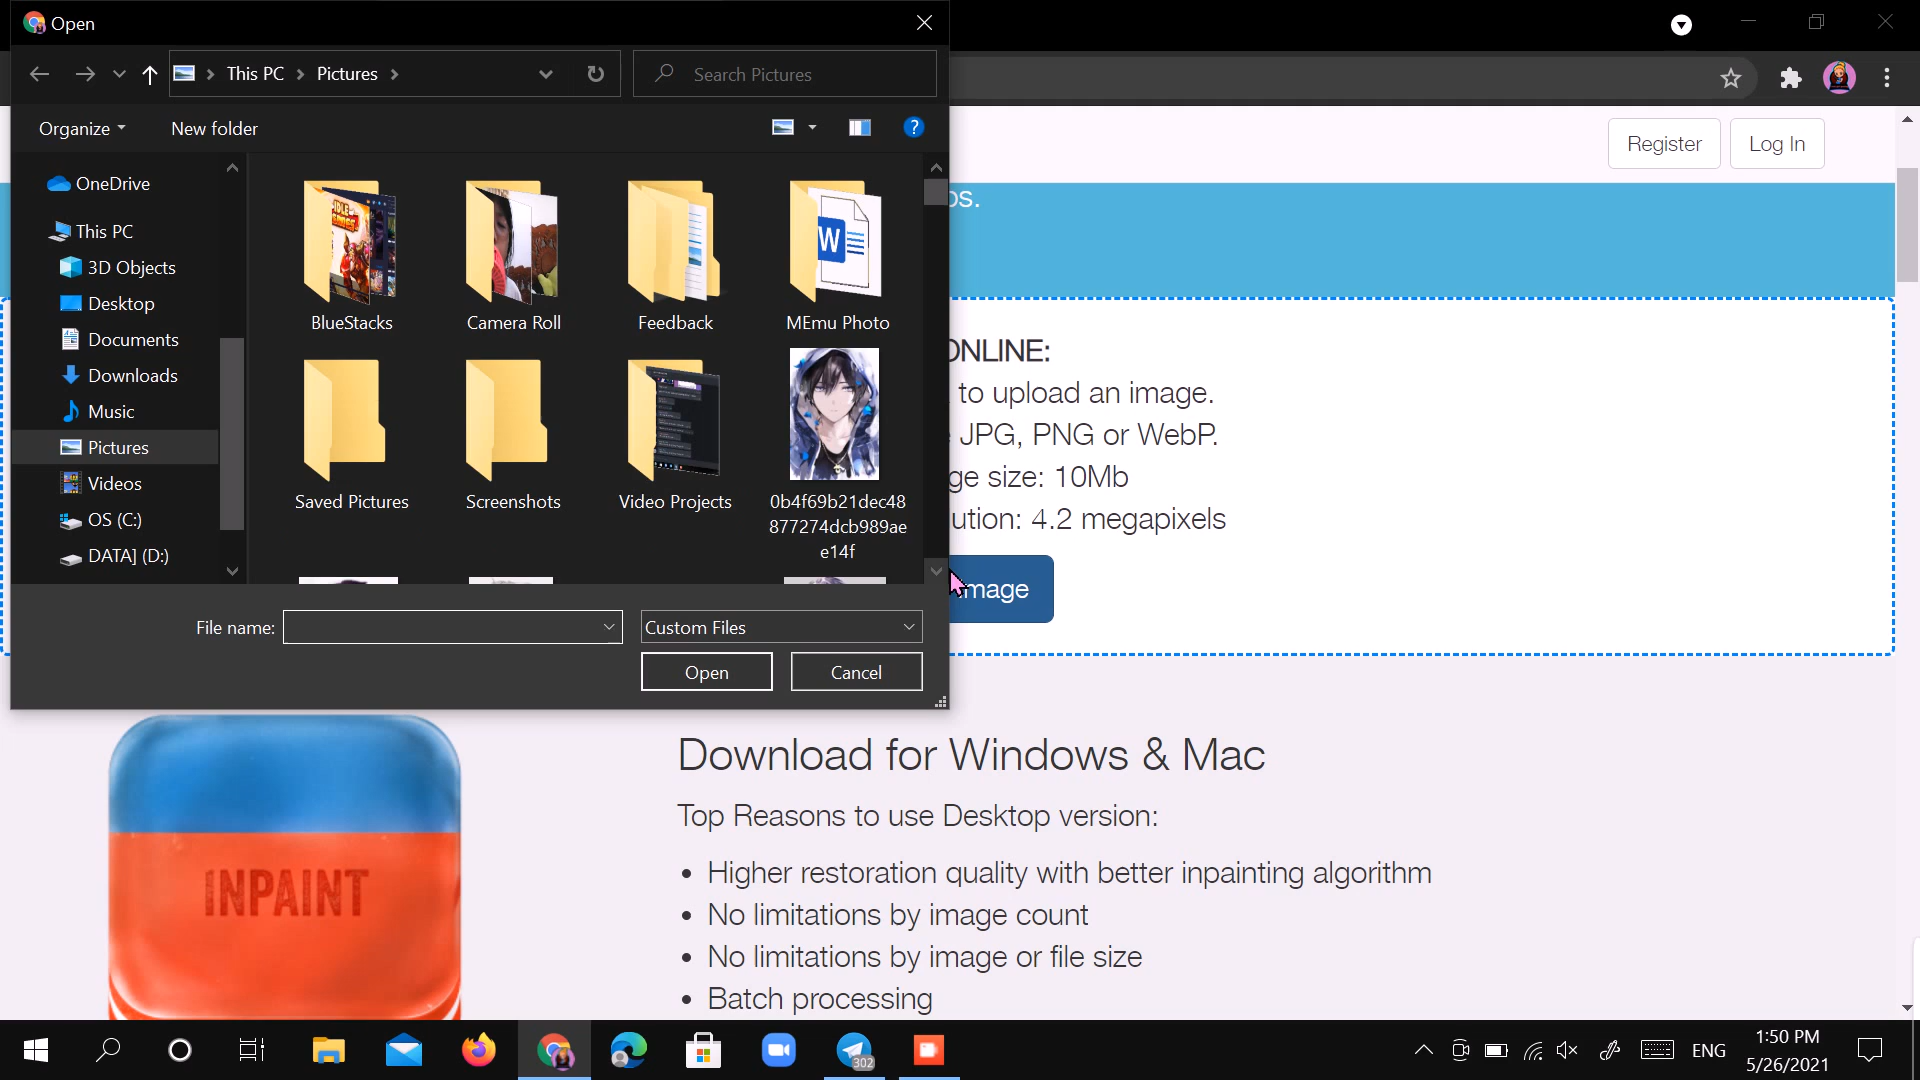 Open
This PC
Pictures
Search Pictures
Organize
New folder
?
OneDrive
This PC
3D Objects
Desktop
Documents
Downloads
Music
Pictures
Videos
OS (C:)
DATA] (D:)
BlueStacks
Camera Roll
Feedback
MEmu Photo
Saved Pictures
Screenshots
Video Projects
0b4f69b21dec48
877274dcb989ae
e14f
File name:
Custom Files
Open
Cancel
Register
Log In
os.
ONLINE:
to upload an image.
JPG, PNG or WebP.
ge size: 10Mb
ution: 4.2 megapixels
mage
INPAINT
Download for Windows & Mac
Top Reasons to use Desktop version:
• Higher restoration quality with better inpainting algorithm
• No limitations by image count
• No limitations by image or file size
• Batch processing
302
ENG
1:50 PM
5/26/2021